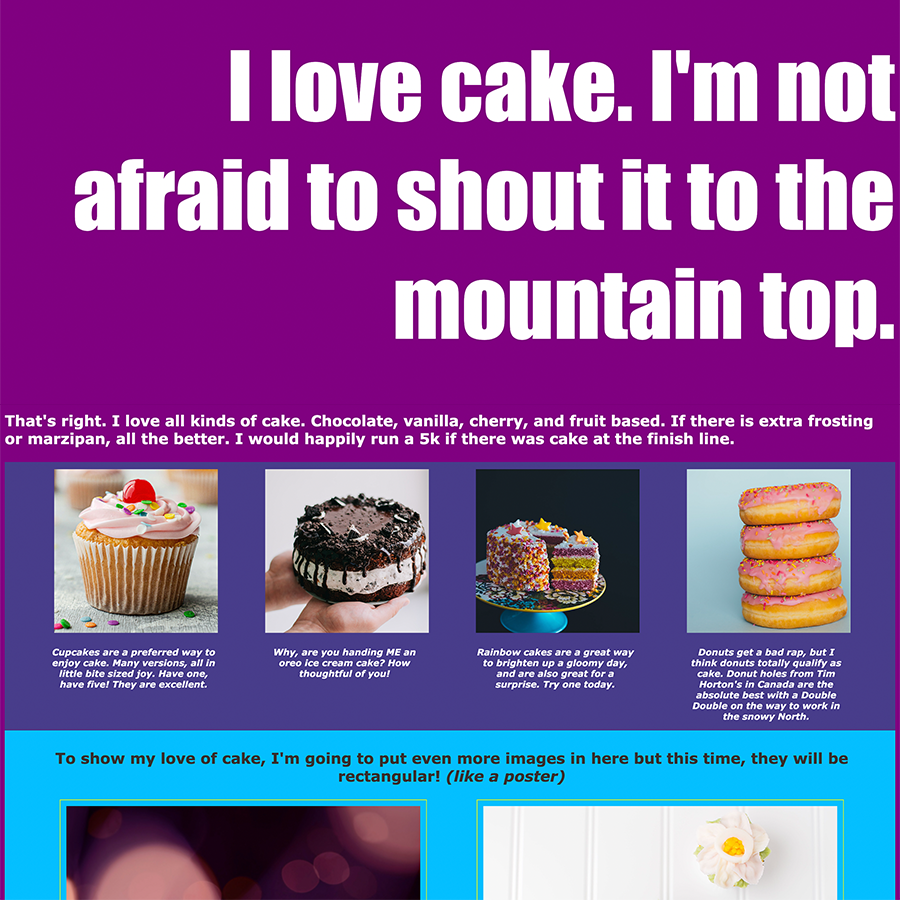 I love cake. I'm not
afraid to shout it to the
mountain top.
That's right. I love all kinds of cake. Chocolate, vanilla, cherry, and fruit based. If there is extra frosting
or marzipan, all the better. I would happily run a 5k if there was cake at the finish line.
Cupcakes are a preferred way to
enjoy cake. Many versions, all in
little bite sized joy. Have one,
have five! They are excellent.
Why, are you handing ME an
oreo ice cream cake? How
thoughtful of you!
Rainbow cakes are a great way
to brighten up a gloomy day,
and are also great for a
surprise. Try one today.
Donuts get a bad rap, but I
think donuts totally qualify as
cake. Donut holes from Tim
Horton's in Canada are the
absolute best with a Double
Double on the way to work in
the snowy North.
To show my love of cake, I'm going to put even more images in here but this time, they will be
rectangular! (like a poster)